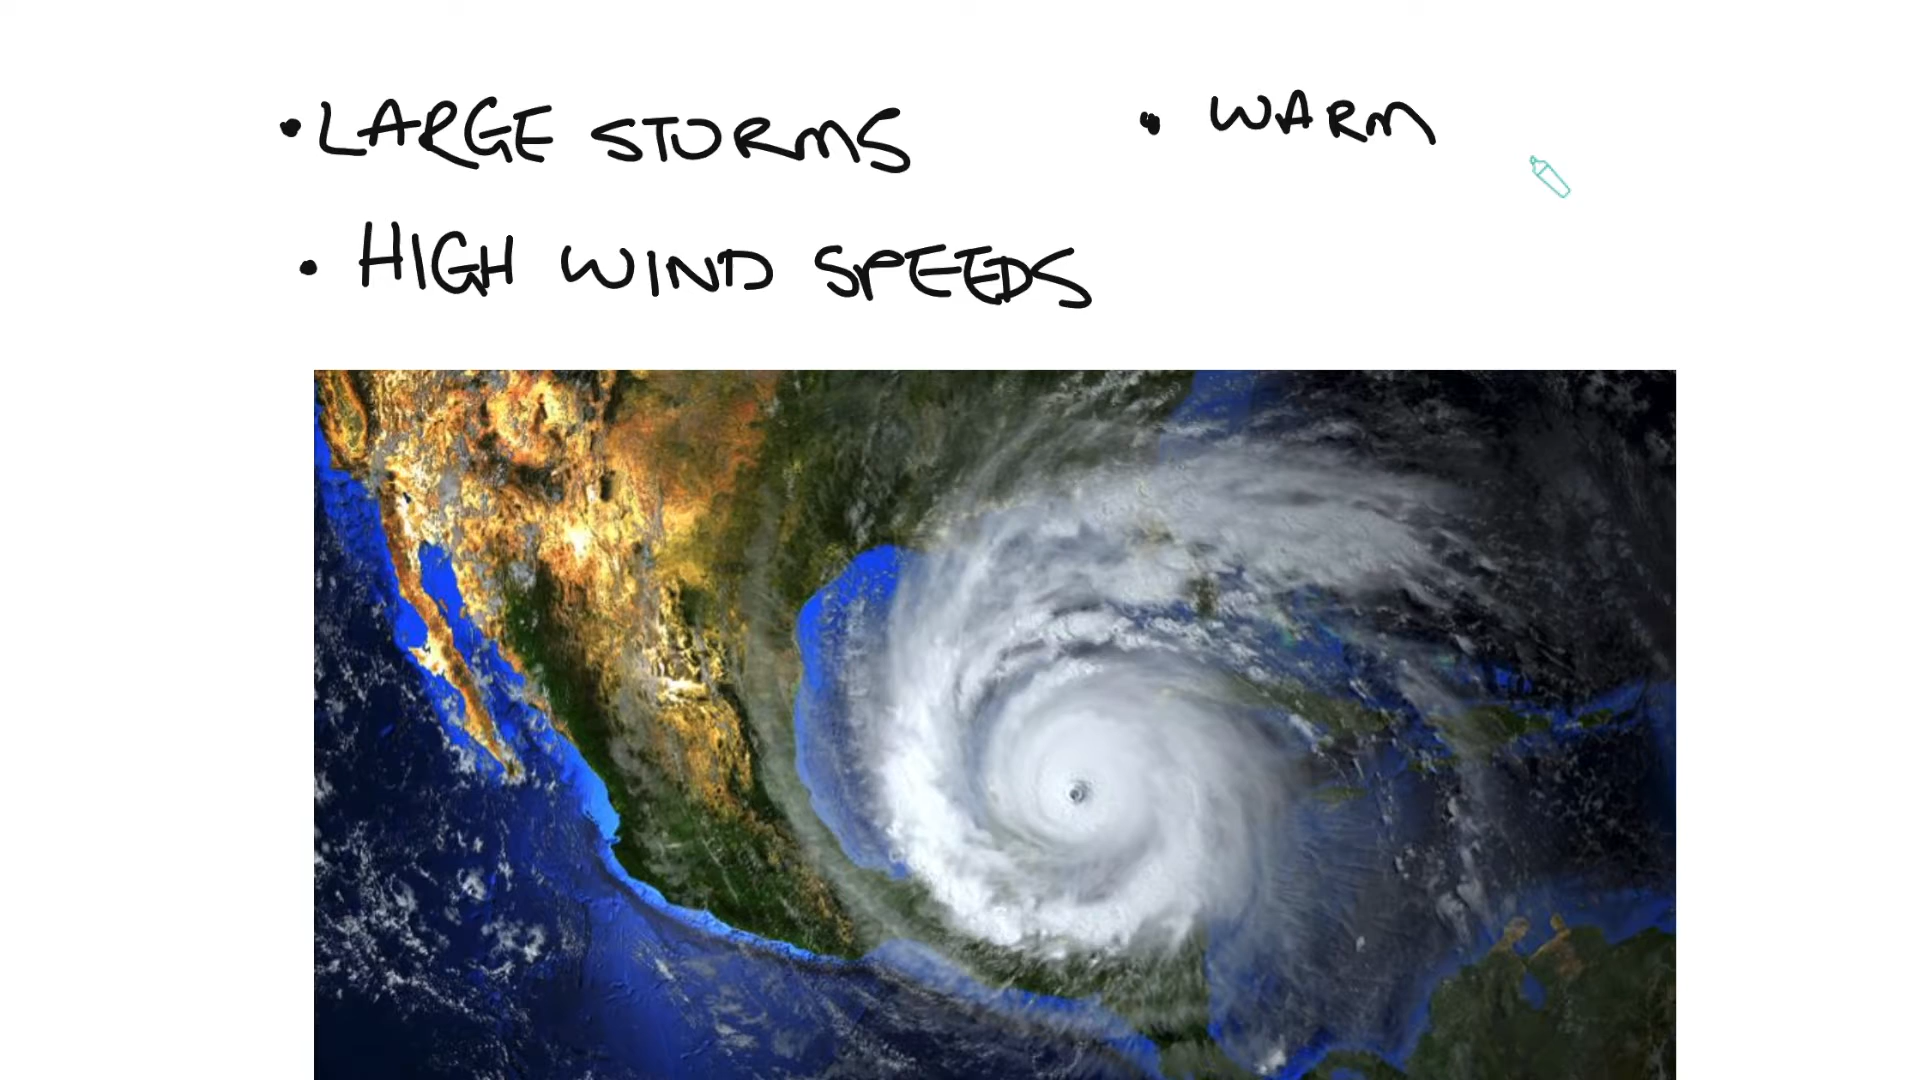 • LARGE STORMS
• HIGH WIND SPEEDS
• WARM